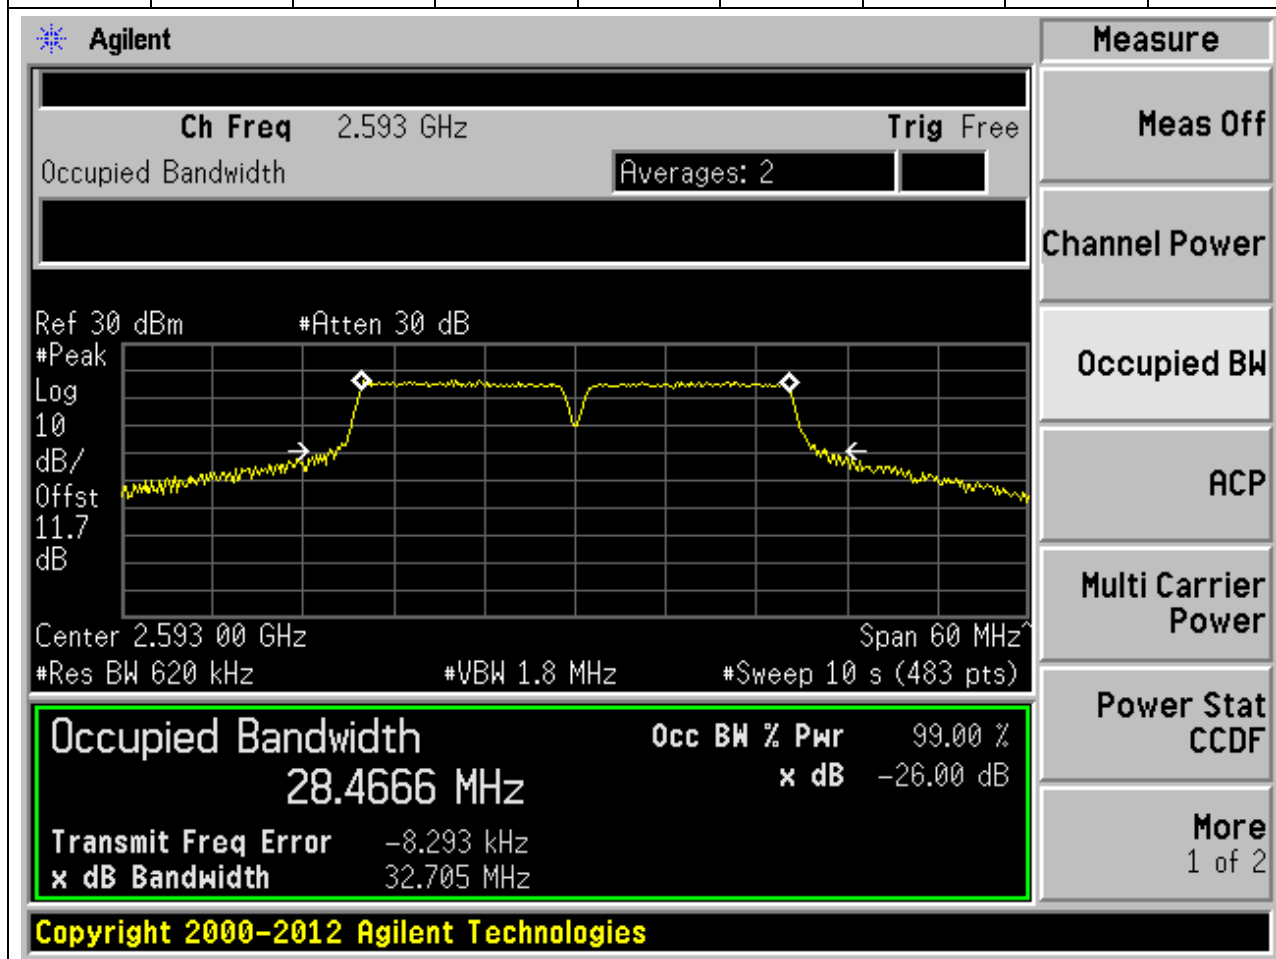 Agilent
Measure
Ch Freq 2.593 GHz Trig Free
Meas Off
Occupied Bandwidth Averages: 2
Channel Power
Ref 30 dBm #Atten 30 dB
#Peak
Log
10
dB/
Offst
11.7
dB
Occupied BW
ACP
Center 2.593 00 GHz Span 60 MHz^
#Res BW 620 kHz #VBW 1.8 MHz #Sweep 10 s (483 pts)
Multi Carrier
Power
Occupied Bandwidth Occ BW % Pwr 99.00 %
28.4666 MHz x dB -26.00 dB
Transmit Freq Error -8.293 kHz
x dB Bandwidth 32.705 MHz
Power Stat
CCDF
More
1 of 2
Copyright 2000-2012 Agilent Technologies